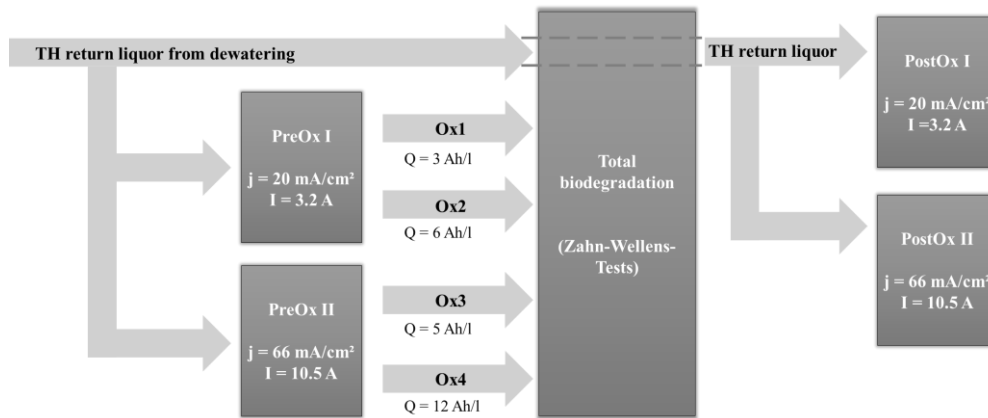 TH return liquor from dewatering
PreOx I
j = 20 mA/cm²
I = 3.2 A
PreOx II
j = 66 mA/cm²
I = 10.5 A
Ox1
Q = 3 Ah/l
Ox2
Q = 6 Ah/l
Ox3
Q = 5 Ah/l
Ox4
Q = 12 Ah/l
Total
biodegradation
(Zahn-Wellens-
Tests)
TH return liquor
PostOx I
j = 20 mA/cm²
I =3.2 A
PostOx II
j = 66 mA/cm²
I = 10.5 A